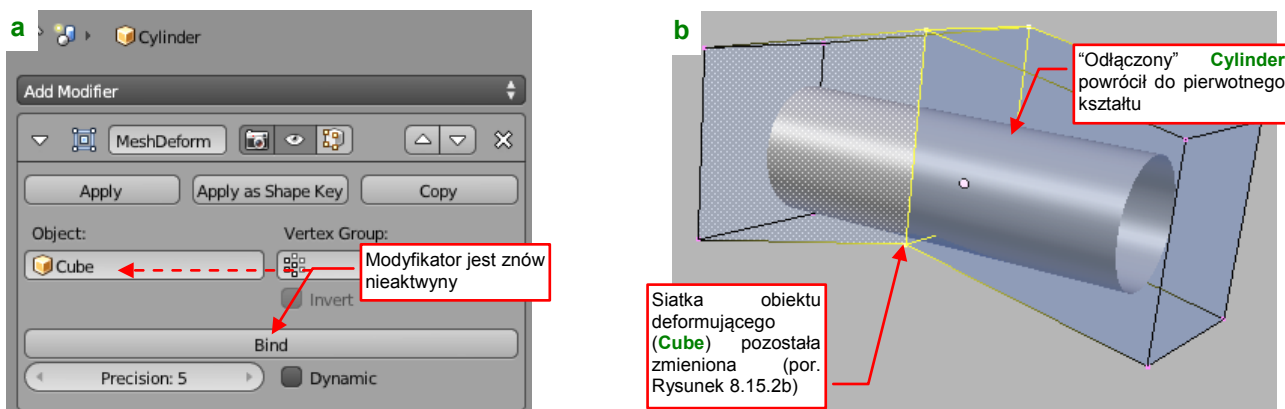 a
Cylinder
Add Modifier
MeshDeform
Apply
Apply as Shape Key
Copy
Object:
Vertex Group:
Cube
Modyfikator jest znów
nieaktwyny
Invert
Bind
Precision: 5
Dynamic
b
“Odłączony” Cylinder
powrócił do pierwotnego
kształtu
Siatka obiektu
deformującego
(Cube) pozostała
zmieniona (por.
Rysunek 8.15.2b)